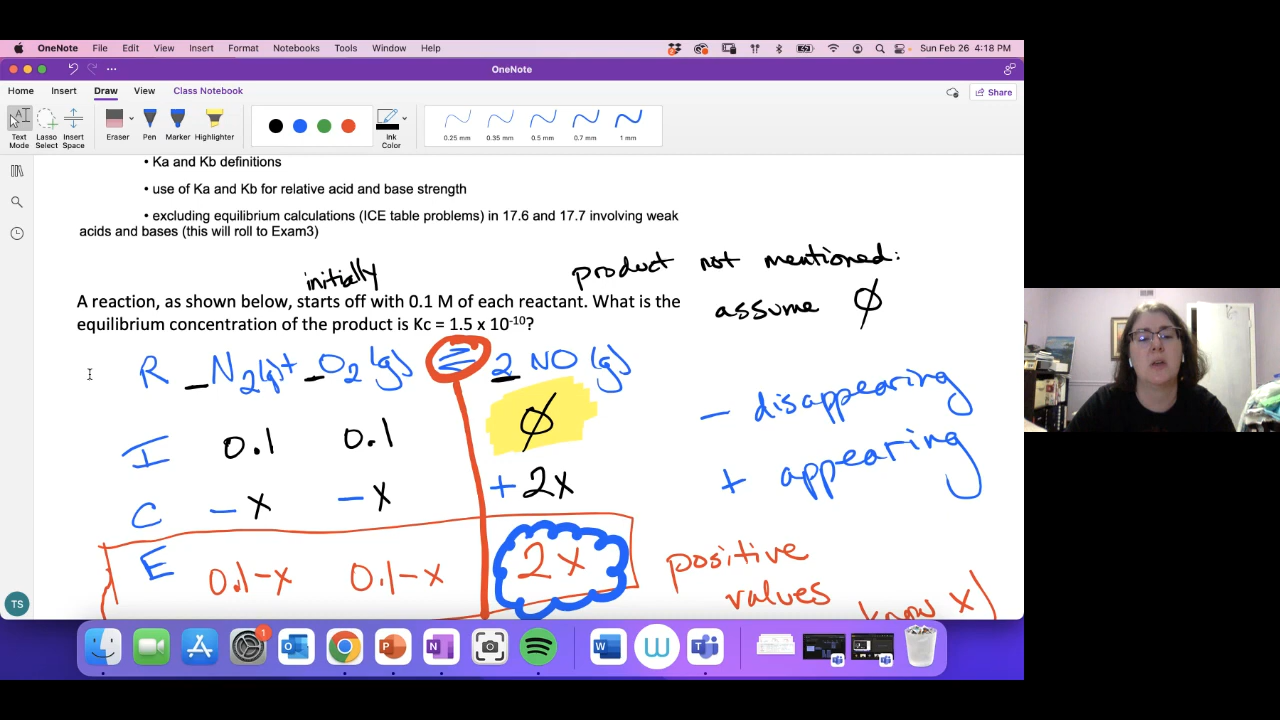 OneNote File Edit View Insert Format Notebooks Tools Window Help Sun Feb 26 4:18 PM
OneNote
Home Insert Draw View Class Notebook Share
Text Mode Lasso Select Insert Space Eraser Pen Marker Highlighter Ink Color 0.25 mm 0.35 mm 0.5 mm 0.7 mm 1 mm
• Ka and Kb definitions
• use of Ka and Kb for relative acid and base strength
• excluding equilibrium calculations (ICE table problems) in 17.6 and 17.7 involving weak
acids and bases (this will roll to Exam3)
initially product not mentioned:
A reaction, as shown below, starts off with 0.1 M of each reactant. What is the assume ∅
equilibrium concentration of the product is Kc = 1.5 x 10⁻¹⁰?
R _N₂(g) + _O₂(g) ⇌ 2 NO (g)
I 0.1 0.1 ∅ - disappearing
C -x -x +2x + appearing
E 0.1-x 0.1-x 2x positive
values know x)
TS
1